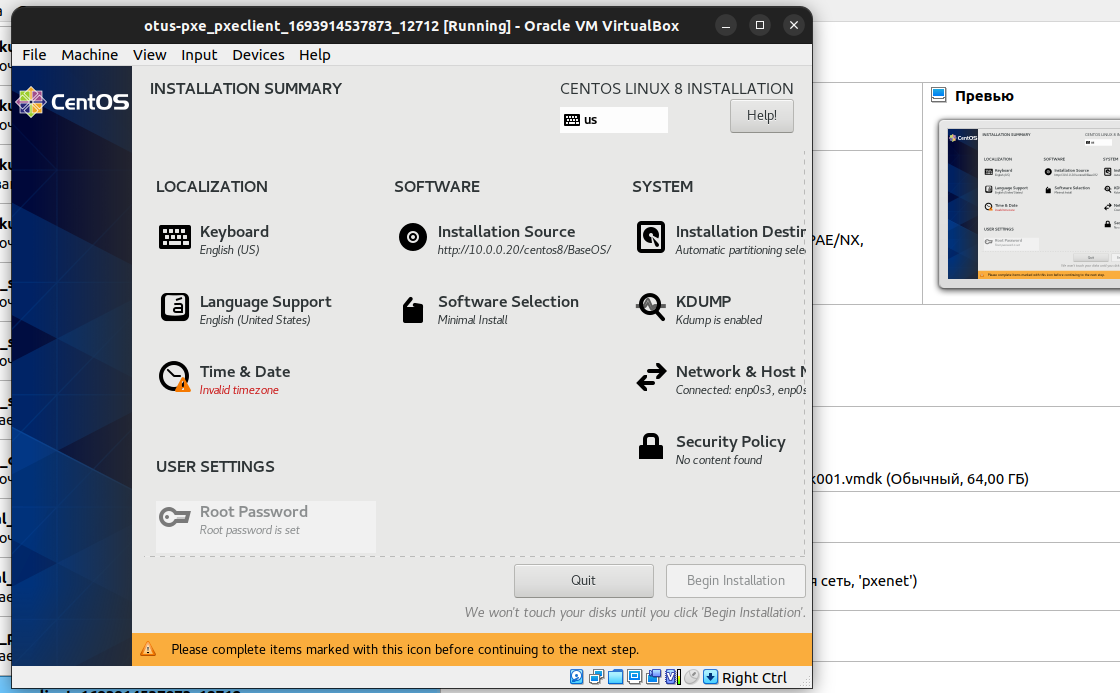 otus-pxe_pxeclient_1693914537873_12712 [Running] - Oracle VM VirtualBox
File Machine View Input Devices Help
CentOS
INSTALLATION SUMMARY
CENTOS LINUX 8 INSTALLATION
us
Help!
LOCALIZATION
Keyboard
English (US)
Language Support
English (United States)
Time & Date
Invalid timezone
USER SETTINGS
Root Password
Root password is set
SOFTWARE
Installation Source
http://10.0.0.20/centos8/BaseOS/
Software Selection
Minimal Install
SYSTEM
Installation Destin
Automatic partitioning sele
KDUMP
Kdump is enabled
Network & Host N
Connected: enp0s3, enp0s
Security Policy
No content found
Quit
Begin Installation
We won't touch your disks until you click 'Begin Installation'.
Please complete items marked with this icon before continuing to the next step.
Right Ctrl
Превью
PAE/NX,
k001.vmdk (Обычный, 64,00 ГБ)
я сеть, 'pxenet')